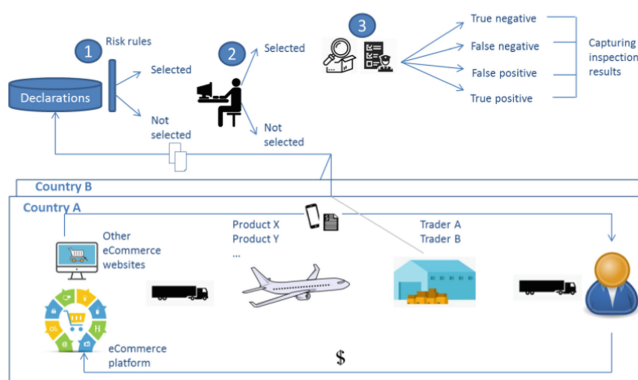 1
Risk rules
Declarations
Selected
Not
selected
2
Selected
Not
selected
3
True negative
False negative
False positive
True positive
Capturing
inspection
results
Country B
Country A
Other
eCommerce
websites
Product X
Product Y
...
Trader A
Trader B
eCommerce
platform
$